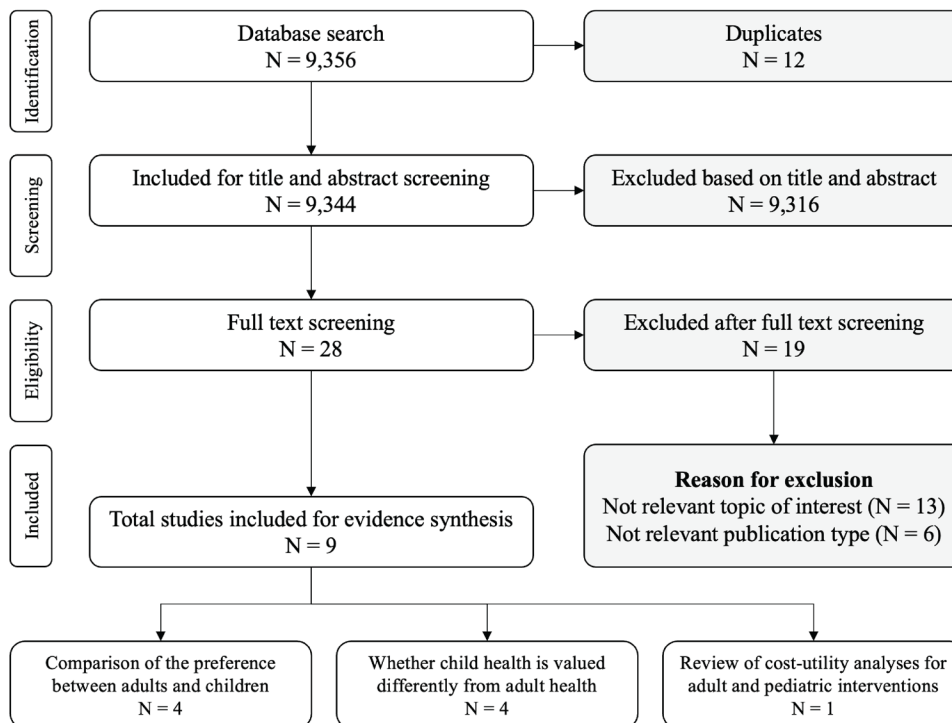 Identification
Database search
N = 9,356
Duplicates
N = 12
Screening
Included for title and abstract screening
N = 9,344
Excluded based on title and abstract
N = 9,316
Eligibility
Full text screening
N = 28
Excluded after full text screening
N = 19
Included
Total studies included for evidence synthesis
N = 9
Reason for exclusion
Not relevant topic of interest (N = 13)
Not relevant publication type (N = 6)
Comparison of the preference
between adults and children
N = 4
Whether child health is valued
differently from adult health
N = 4
Review of cost-utility analyses for
adult and pediatric interventions
N = 1